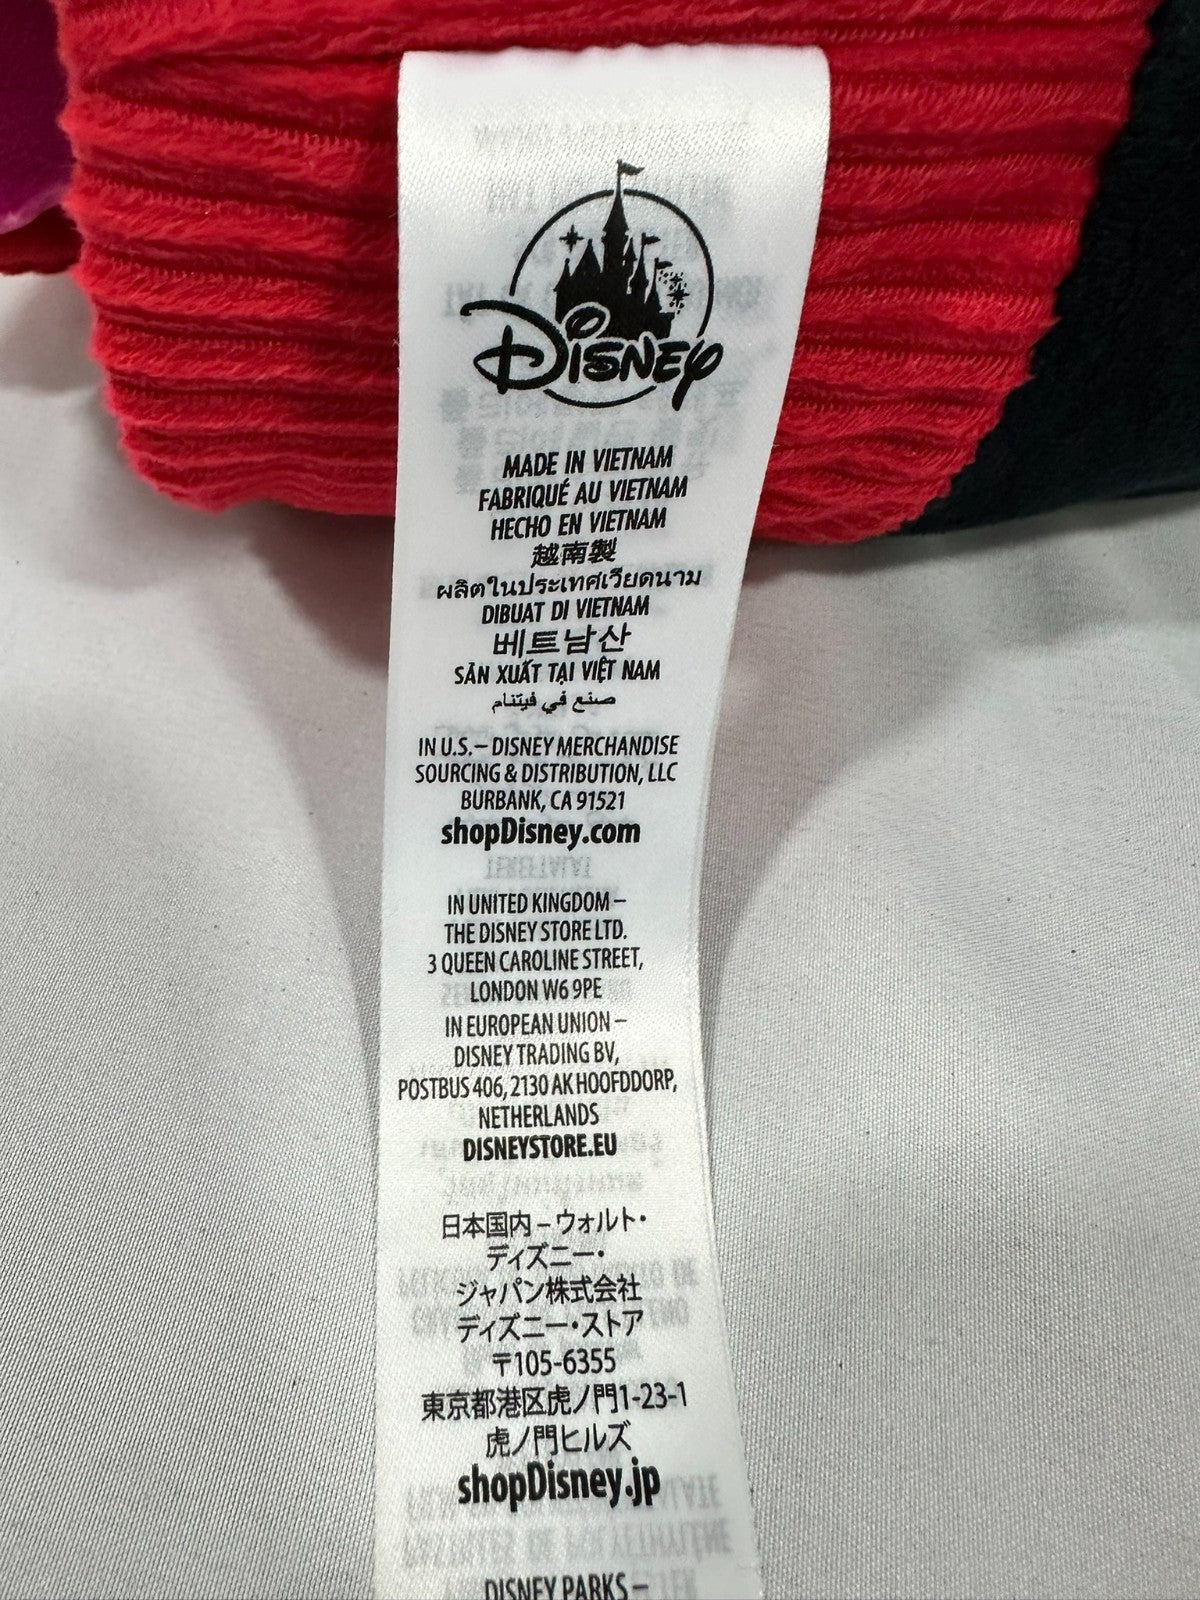 Disney
MADE IN VIETNAM
FABRIQUÉ AU VIETNAM
HECHO EN VIETNAM
越南製
ผลิตในประเทศเวียดนาม
DIBUAT DI VIETNAM
베트남산
SẢN XUẤT TẠI VIỆT NAM
صنع في فيتنام
IN U.S.– DISNEY MERCHANDISE
SOURCING & DISTRIBUTION, LLC
BURBANK, CA 91521
shopDisney.com
IN UNITED KINGDOM –
THE DISNEY STORE LTD.
3 QUEEN CAROLINE STREET,
LONDON W6 9PE
IN EUROPEAN UNION –
DISNEY TRADING BV,
POSTBUS 406, 2130 AK HOOFDDORP,
NETHERLANDS
DISNEYSTORE.EU
日本国内 – ウォルト・
ディズニー・
ジャパン株式会社
ディズニー・ストア
〒105-6355
東京都港区虎ノ門1-23-1
虎ノ門ヒルズ
shopDisney.jp
DISNEY PARKS –